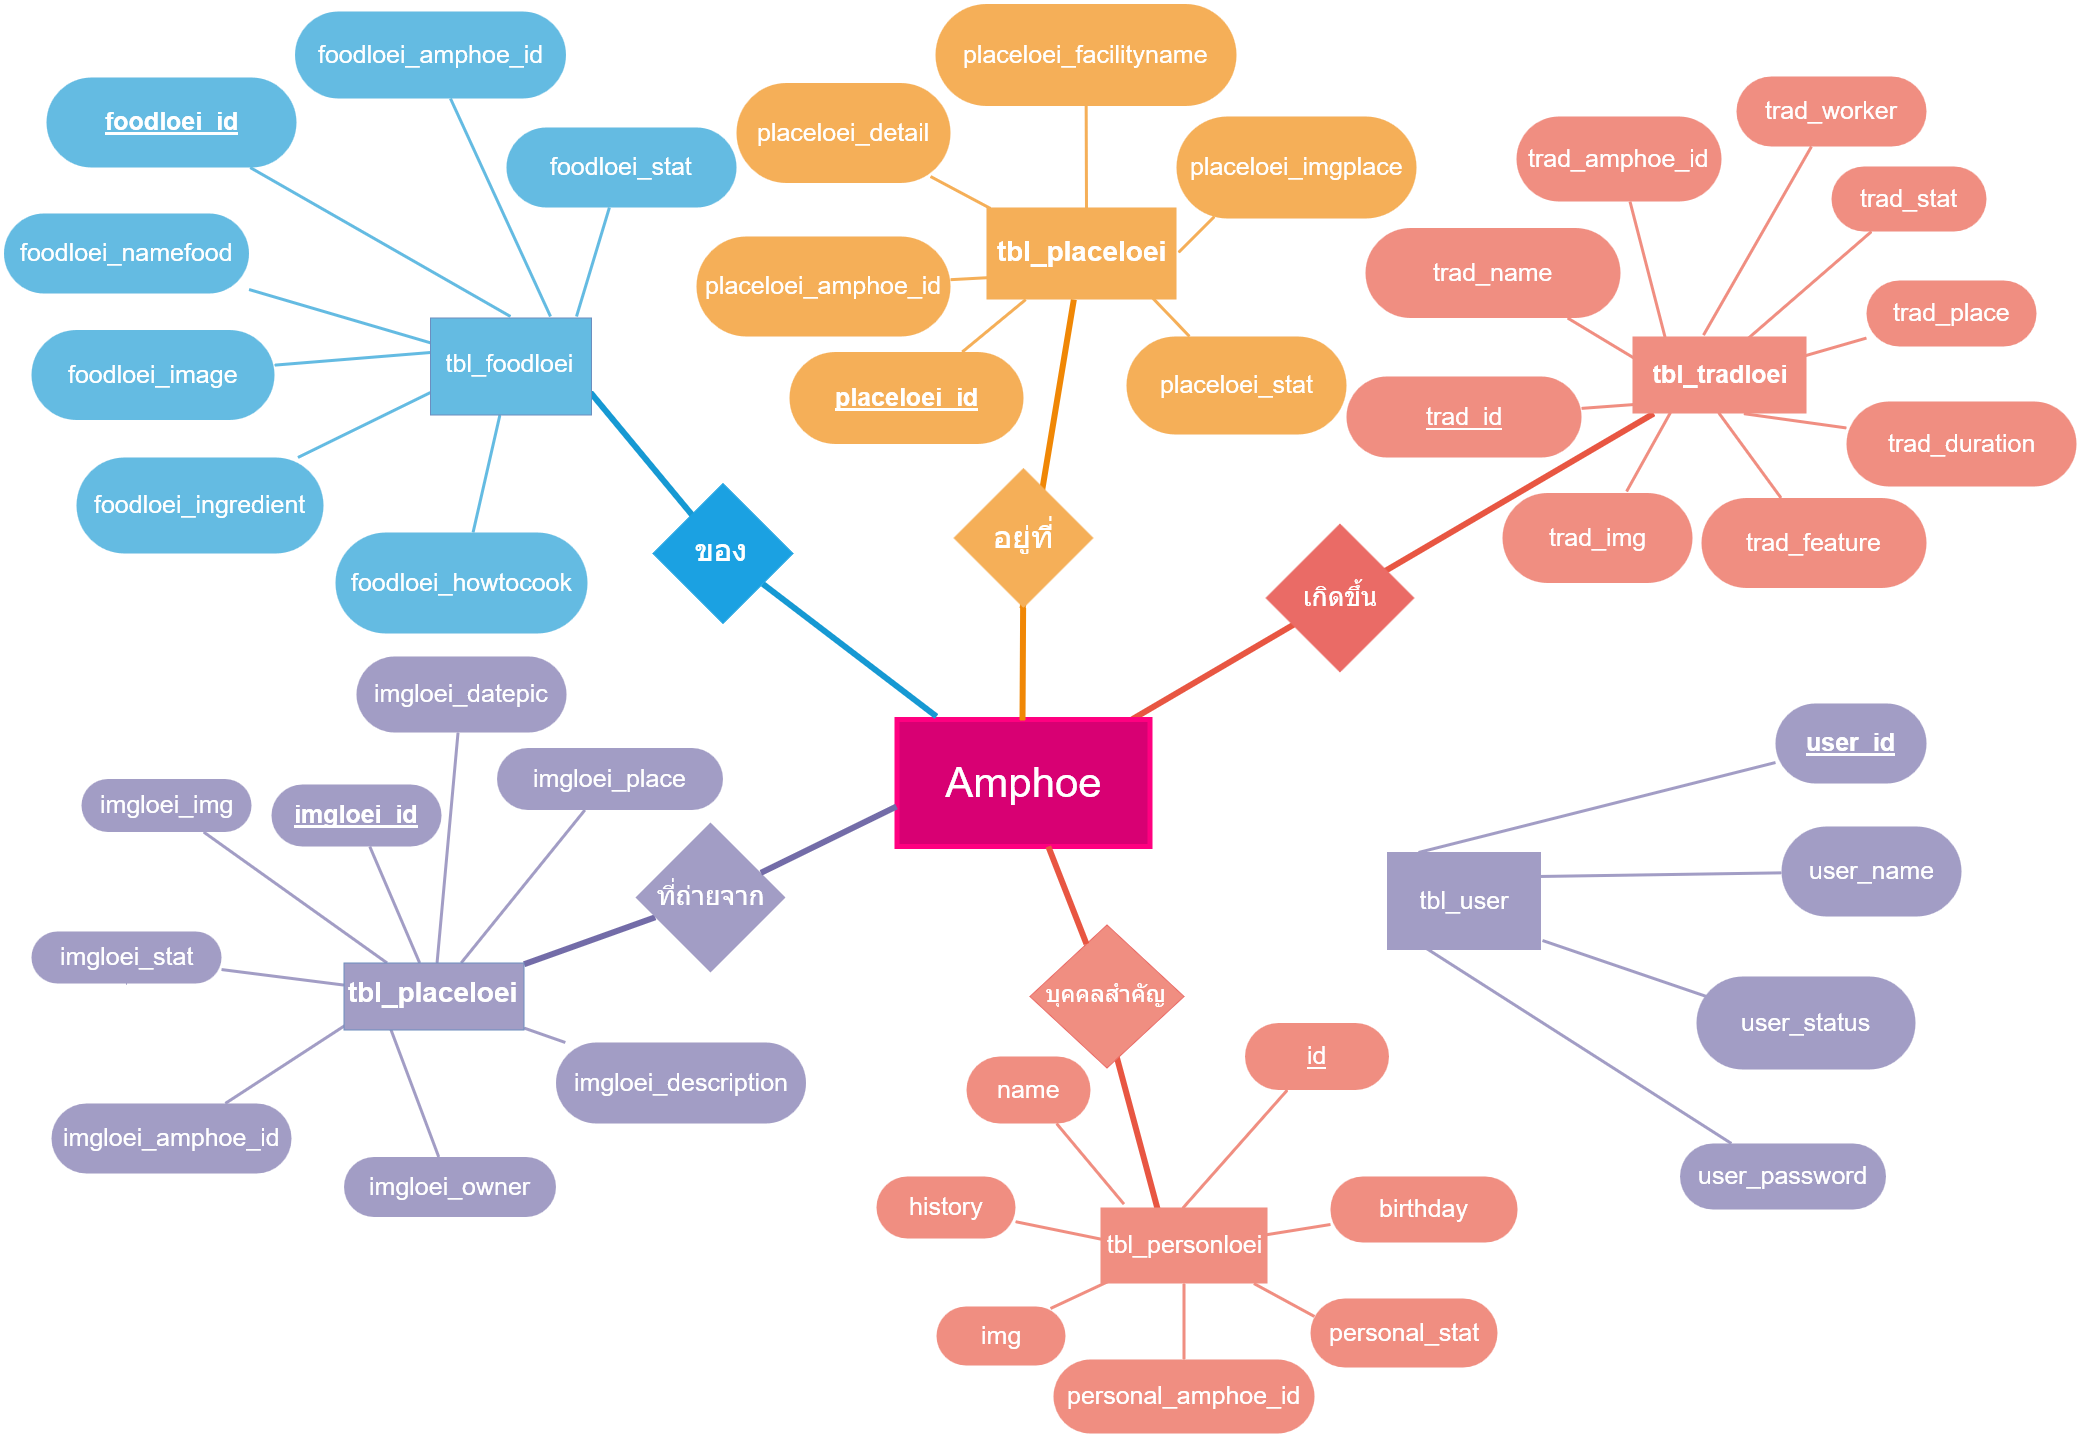 foodloei_amphoe_id
foodloei_id
foodloei_stat
foodloei_namefood
foodloei_image
tbl_foodloei
foodloei_ingredient
foodloei_howtocook
ของ
placeloei_facilityname
placeloei_detail
placeloei_imgplace
tbl_placeloei
placeloei_amphoe_id
placeloei_id
placeloei_stat
อยู่ที่
trad_worker
trad_amphoe_id
trad_stat
trad_name
trad_place
tbl_tradloei
trad_id
trad_duration
trad_img
trad_feature
เกิดขึ้น
Amphoe
imgloei_datepic
imgloei_place
imgloei_img
imgloei_id
ที่ถ่ายจาก
imgloei_stat
tbl_placeloei
imgloei_description
imgloei_amphoe_id
imgloei_owner
บุคคลสำคัญ
id
name
history
birthday
tbl_personloei
img
personal_stat
personal_amphoe_id
user_id
user_name
tbl_user
user_status
user_password